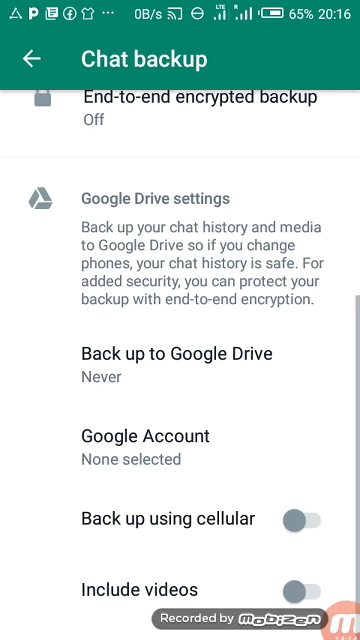 0B/s LTE R 65% 20:16
Chat backup
End-to-end encrypted backup
Off
Google Drive settings
Back up your chat history and media
to Google Drive so if you change
phones, your chat history is safe. For
added security, you can protect your
backup with end-to-end encryption.
Back up to Google Drive
Never
Google Account
None selected
Back up using cellular
Include videos
Recorded by mobizen